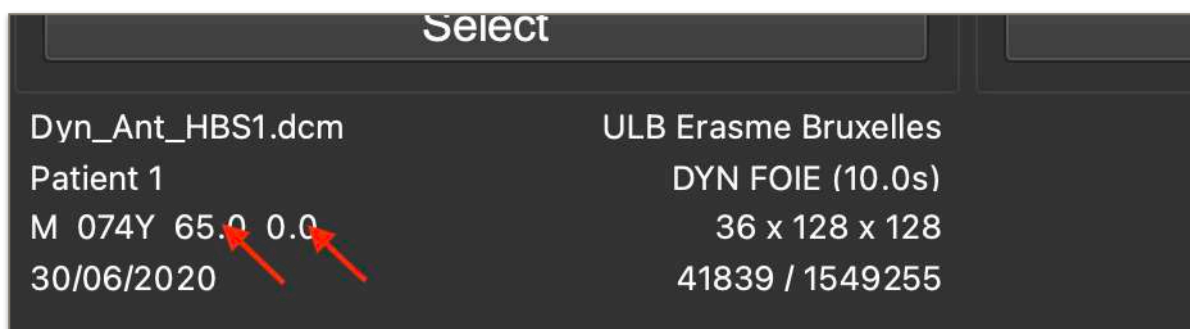 Select
Dyn_Ant_HBS1.dcm ULB Erasme Bruxelles
Patient 1 DYN FOIE (10.0s)
M 074Y 65.0 0.0 36 x 128 x 128
30/06/2020 41839 / 1549255